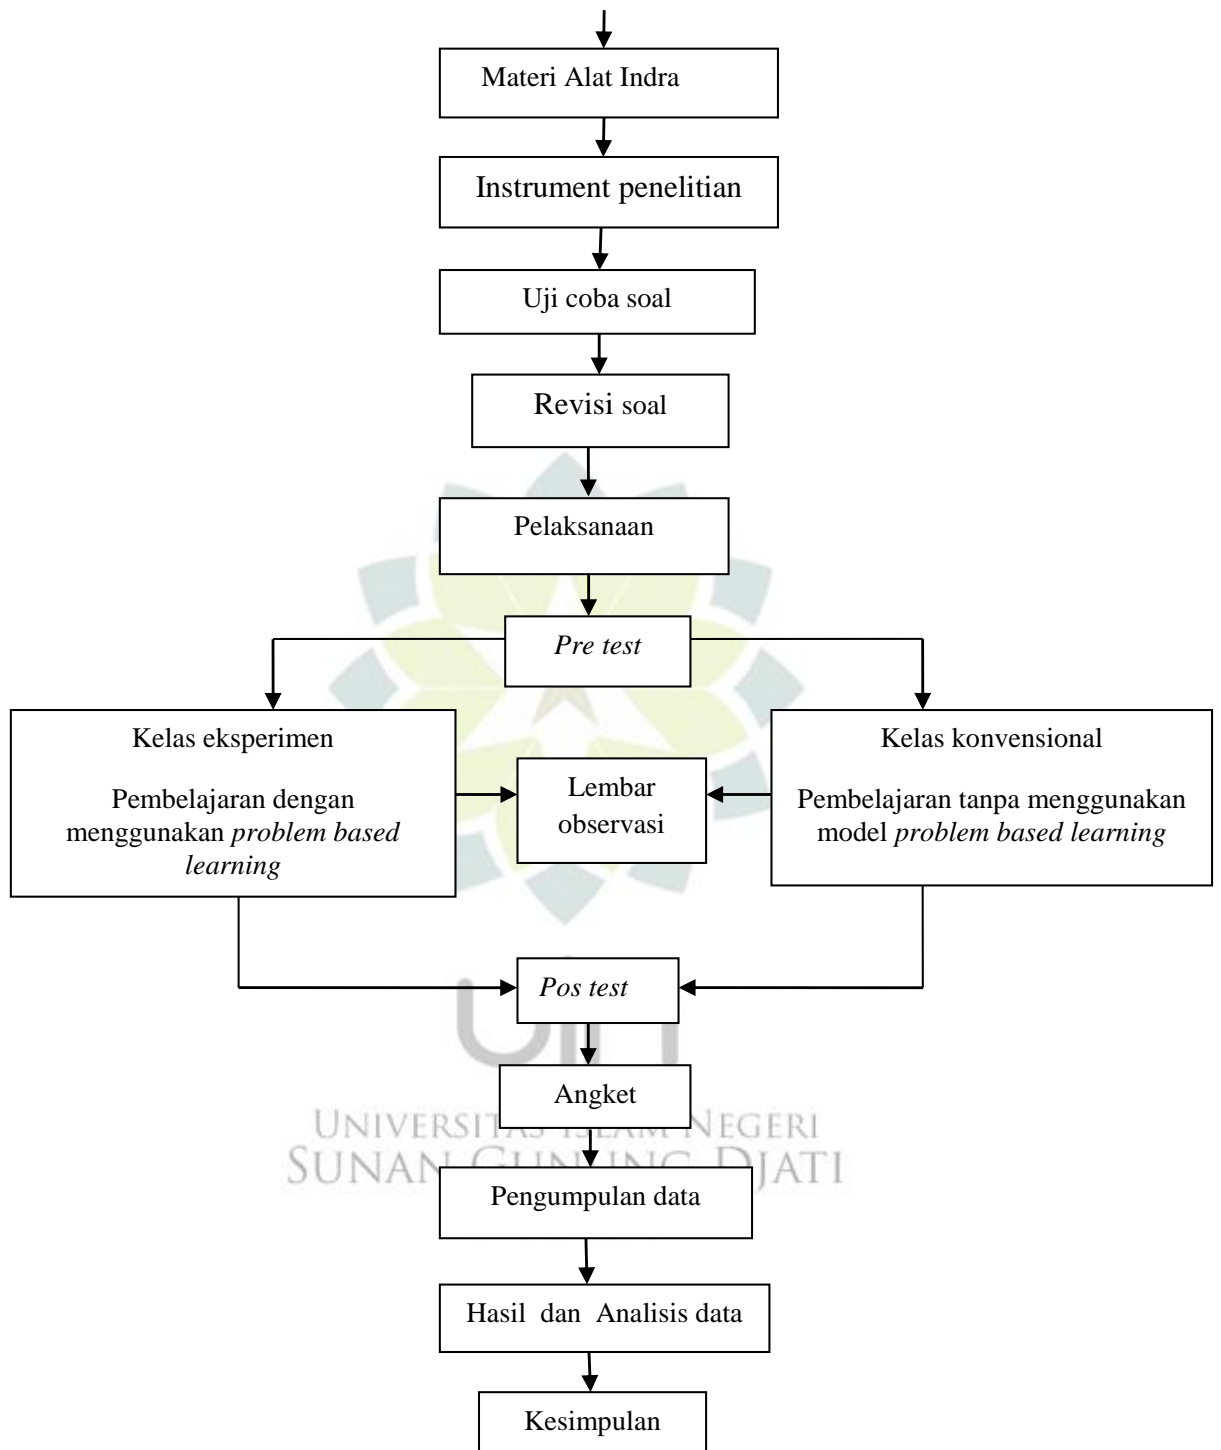 Materi Alat Indra
Instrument penelitian
Uji coba soal
Revisi soal
Pelaksanaan
Pre test
Kelas eksperimen
Pembelajaran dengan
menggunakan problem based
learning
Lembar
observasi
Kelas konvensional
Pembelajaran tanpa menggunakan
model problem based learning
Pos test
uin
Angket
UNIVERSITAS ISLAM NEGERI
SUNAN GUNUNG DJATI
Pengumpulan data
Hasil dan Analisis data
Kesimpulan